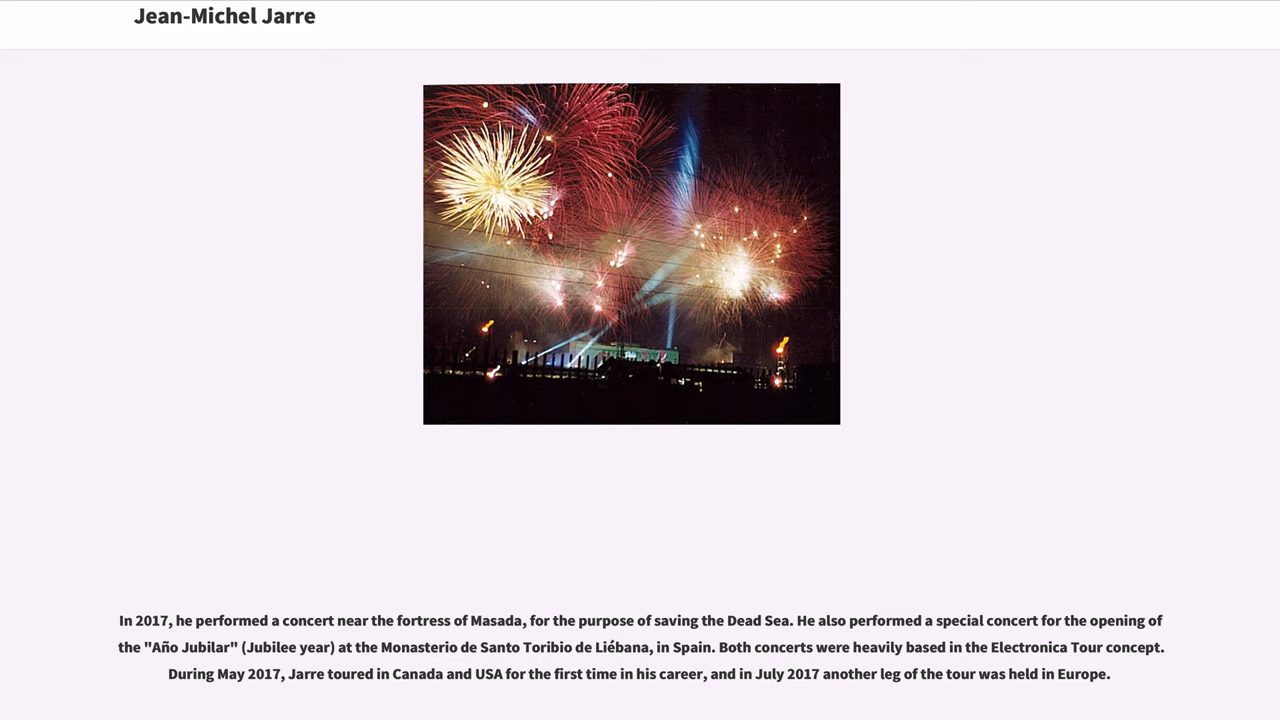 Jean-Michel Jarre
In 2017, he performed a concert near the fortress of Masada, for the purpose of saving the Dead Sea. He also performed a special concert for the opening of
the "Año Jubilar" (Jubilee year) at the Monasterio de Santo Toribio de Liébana, in Spain. Both concerts were heavily based in the Electronica Tour concept.
During May 2017, Jarre toured in Canada and USA for the first time in his career, and in July 2017 another leg of the tour was held in Europe.